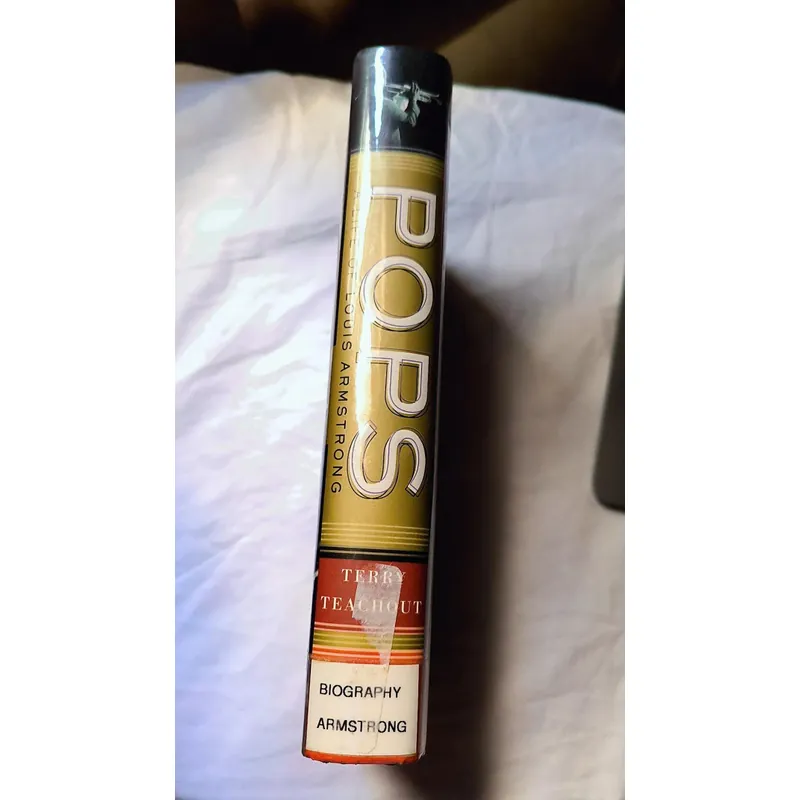 POPS
A LIFE OF LOUIS ARMSTRONG
TERRY
TEACHOUT
BIOGRAPHY
ARMSTRONG